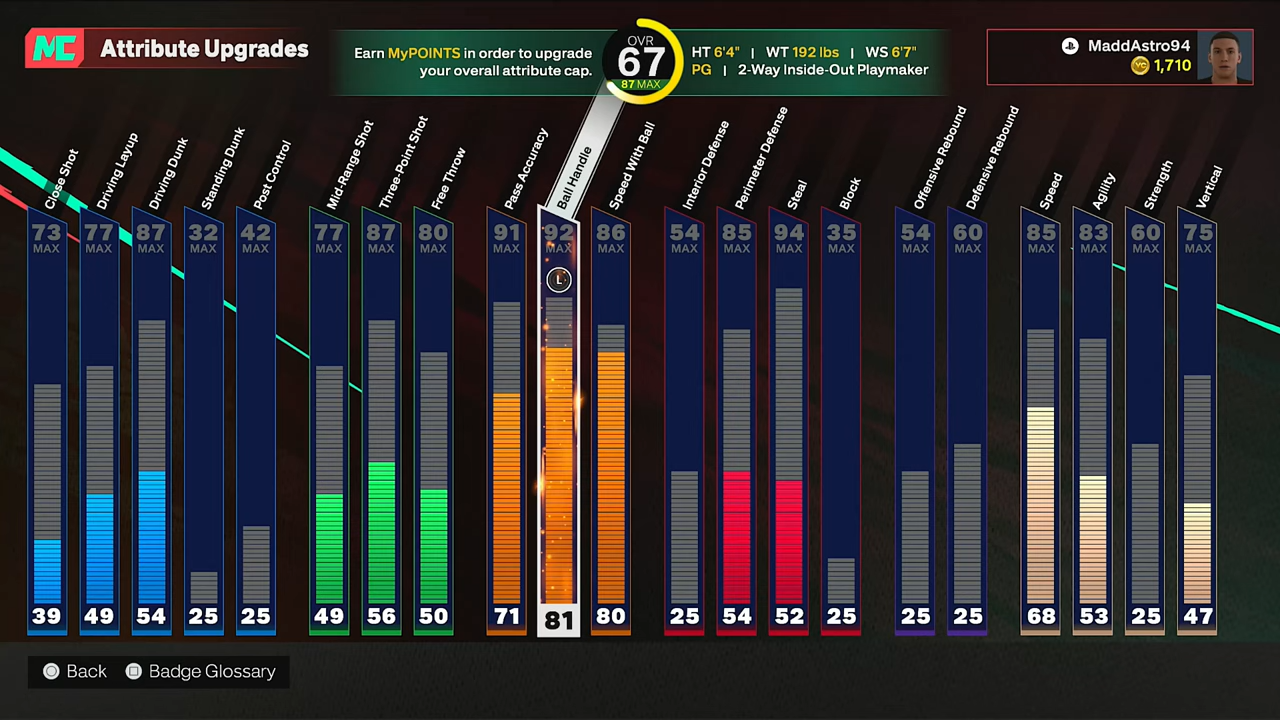 MC Attribute Upgrades
Earn MyPOINTS in order to upgrade
your overall attribute cap.
OVR
67
87 MAX
HT 6'4" | WT 192 lbs | WS 6'7"
PG | 2-Way Inside-Out Playmaker
MaddAstro94
VC 1,710
Close Shot
Driving Layup
Driving Dunk
Standing Dunk
Post Control
Mid-Range Shot
Three-Point Shot
Free Throw
Pass Accuracy
Ball Handle
Speed With Ball
Interior Defense
Perimeter Defense
Steal
Block
Offensive Rebound
Defensive Rebound
Speed
Agility
Strength
Vertical
73 77 87 32 42 77 87 80 91 92 86 54 85 94 35 54 60 85 83 60 75
MAX MAX MAX MAX MAX MAX MAX MAX MAX MAX MAX MAX MAX MAX MAX MAX MAX MAX MAX MAX MAX
L
39 49 54 25 25 49 56 50 71 81 80 25 54 52 25 25 25 68 53 25 47
Back Badge Glossary